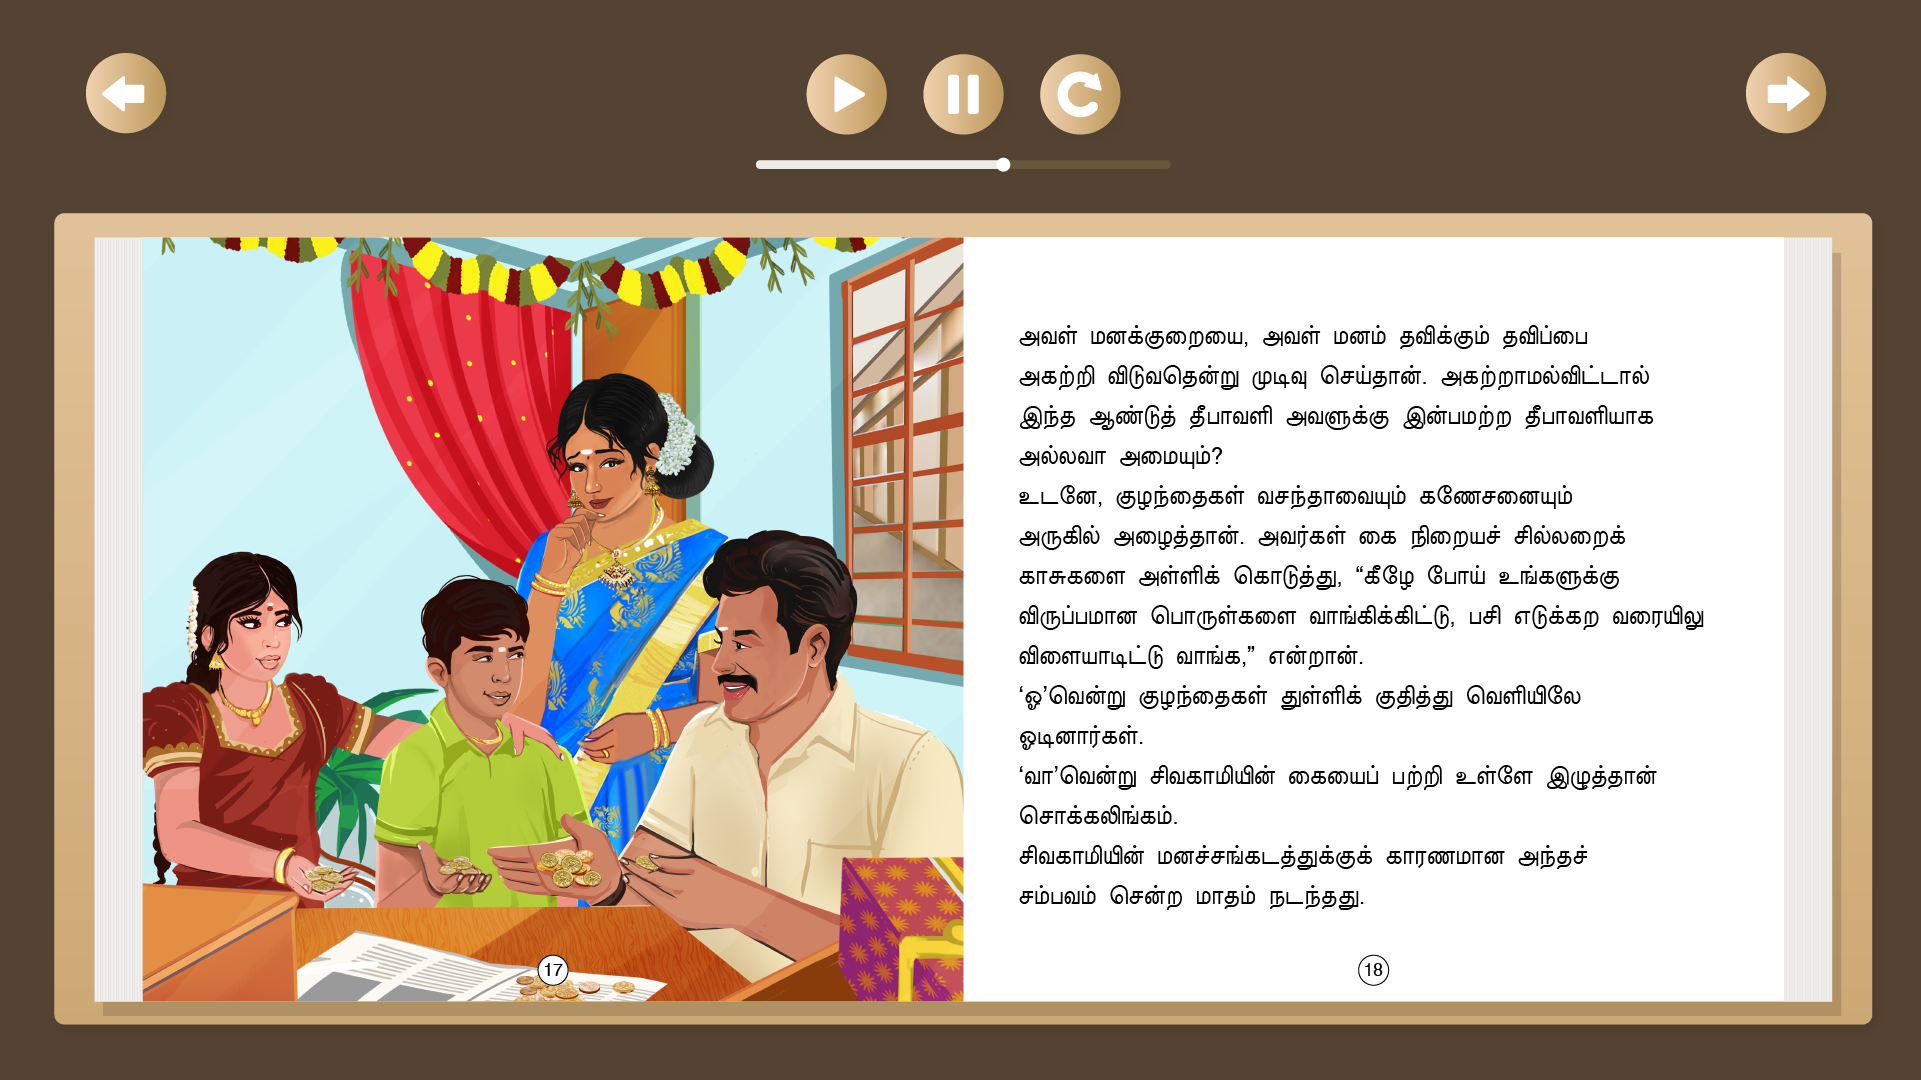 அவள் மனக்குறையை, அவள் மனம் தவிக்கும் தவிப்பை
அகற்றி விடுவதென்று முடிவு செய்தான். அகற்றாமல்விட்டால்
இந்த ஆண்டுத் தீபாவளி அவளுக்கு இன்பமற்ற தீபாவளியாக
அல்லவா அமையும்?
உடனே, குழந்தைகள் வசந்தாவையும் கணேசனையும்
அருகில் அழைத்தான். அவர்கள் கை நிறையச் சில்லறைக்
காசுகளை அள்ளிக் கொடுத்து, “கீழே போய் உங்களுக்கு
விருப்பமான பொருள்களை வாங்கிக்கிட்டு, பசி எடுக்கற வரையிலு
விளையாடிட்டு வாங்க,” என்றான்.
‘ஓ’வென்று குழந்தைகள் துள்ளிக் குதித்து வெளியிலே
ஓடினார்கள்.
‘வா’வென்று சிவகாமியின் கையைப் பற்றி உள்ளே இழுத்தான்
சொக்கலிங்கம்.
சிவகாமியின் மனச்சங்கடத்துக்குக் காரணமான அந்தச்
சம்பவம் சென்ற மாதம் நடந்தது.
17
18